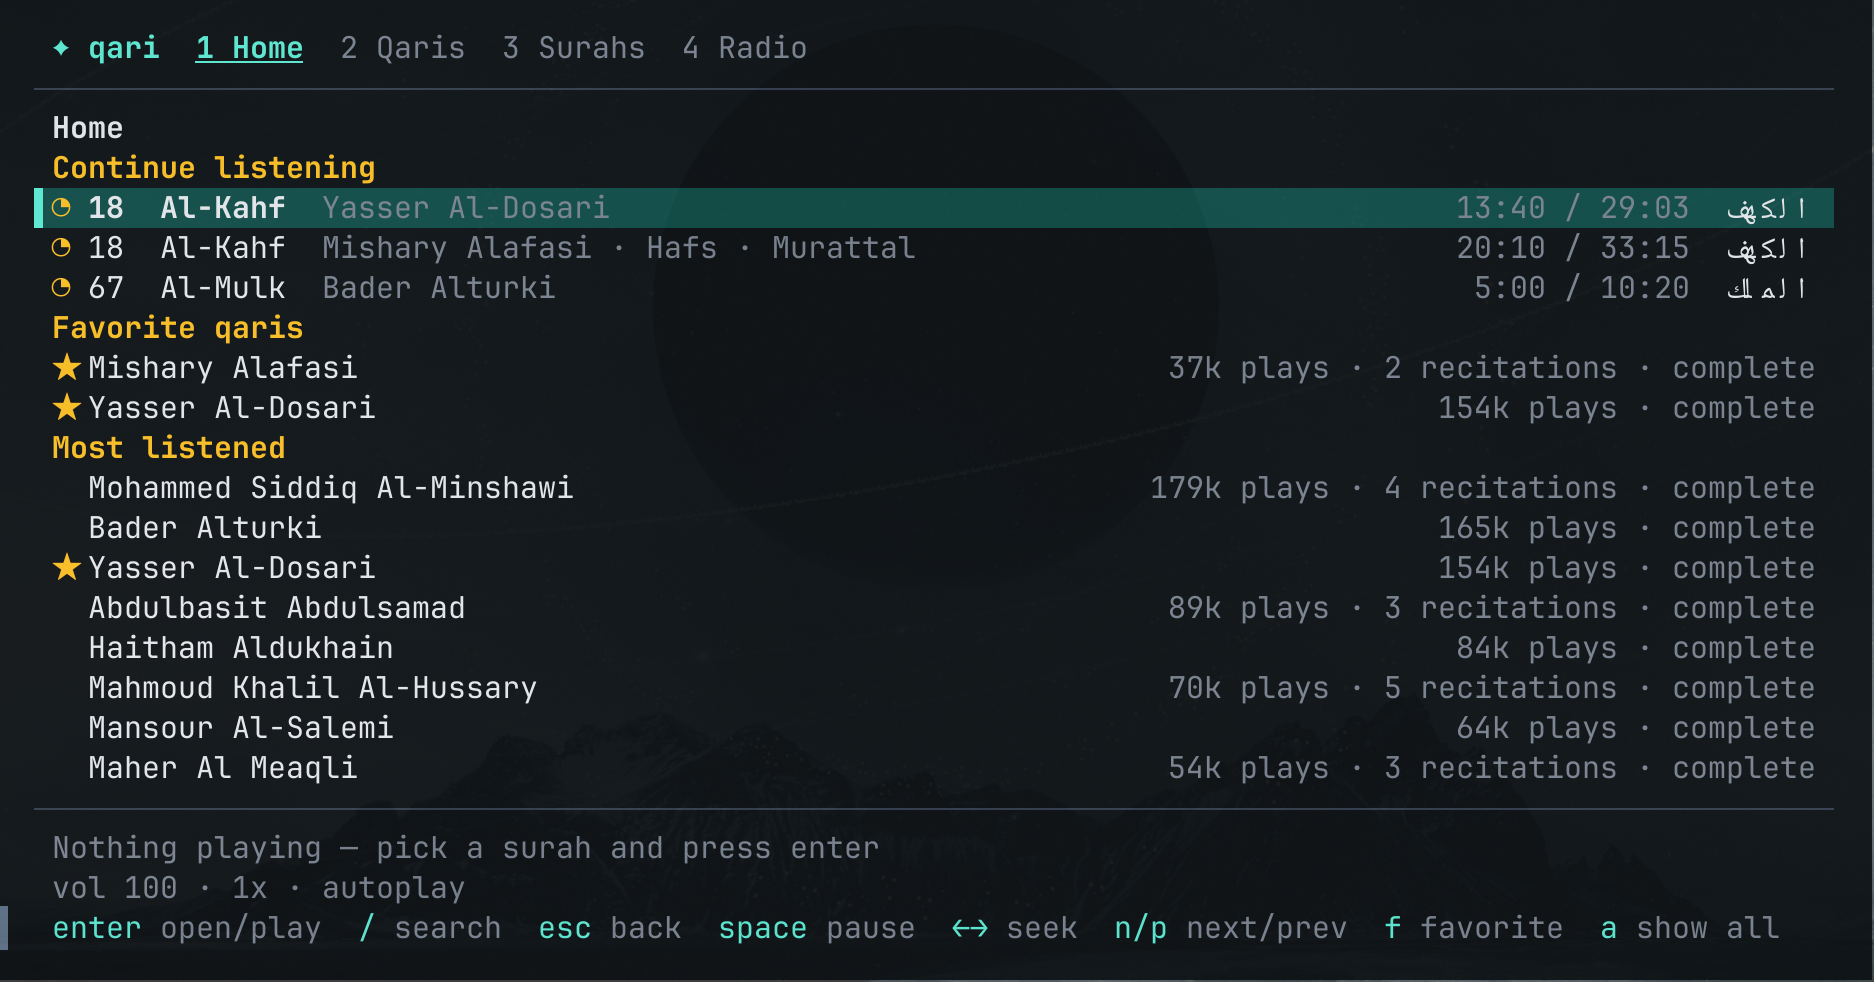 ✦ qari 1 Home 2 Qaris 3 Surahs 4 Radio
Home
Continue listening
18 Al-Kahf Yasser Al-Dosari 13:40 / 29:03 الكهف
18 Al-Kahf Mishary Alafasi · Hafs · Murattal 20:10 / 33:15 الكهف
67 Al-Mulk Bader Alturki 5:00 / 10:20 الملك
Favorite qaris
★ Mishary Alafasi 37k plays · 2 recitations · complete
★ Yasser Al-Dosari 154k plays · complete
Most listened
Mohammed Siddiq Al-Minshawi 179k plays · 4 recitations · complete
Bader Alturki 165k plays · complete
★ Yasser Al-Dosari 154k plays · complete
Abdulbasit Abdulsamad 89k plays · 3 recitations · complete
Haitham Aldukhain 84k plays · complete
Mahmoud Khalil Al-Hussary 70k plays · 5 recitations · complete
Mansour Al-Salemi 64k plays · complete
Maher Al Meaqli 54k plays · 3 recitations · complete
Nothing playing — pick a surah and press enter
vol 100 · 1x · autoplay
enter open/play / search esc back space pause ←→ seek n/p next/prev f favorite a show all